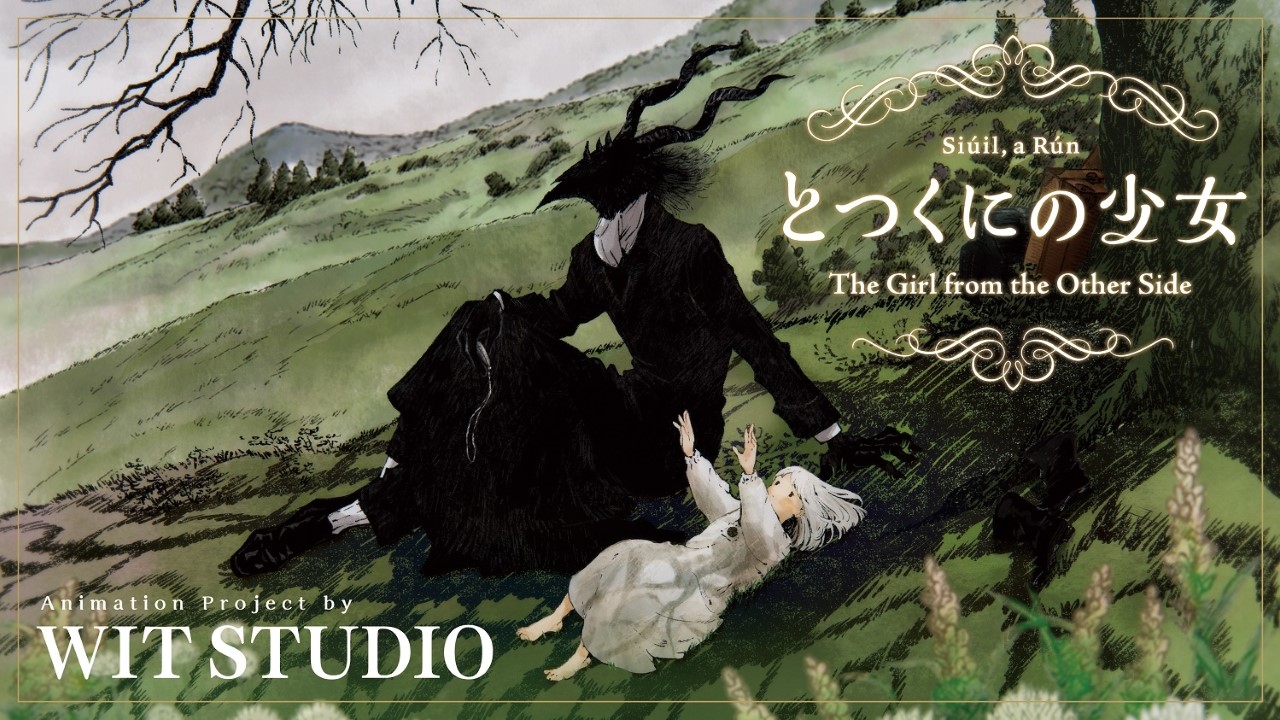 Siúil, a Rún
とつくにの少女
The Girl from the Other Side
Animation Project by
WIT STUDIO